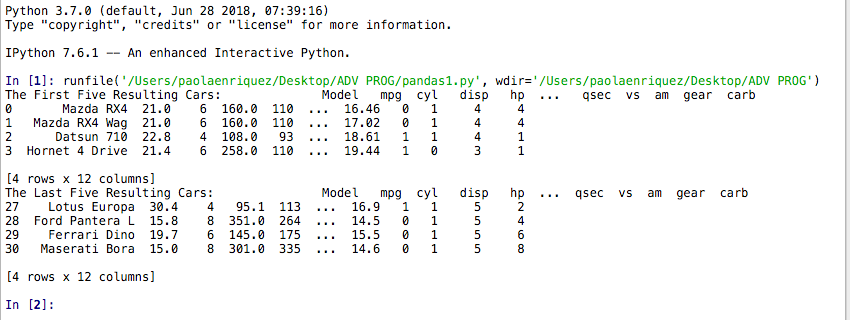 Python 3.7.0 (default, Jun 28 2018, 07:39:16)
Type "copyright", "credits" or "license" for more information.

IPython 7.6.1 -- An enhanced Interactive Python.

In [1]: runfile('/Users/paolaenriquez/Desktop/ADV PROG/pandas1.py', wdir='/Users/paolaenriquez/Desktop/ADV PROG')
The First Five Resulting Cars:               Model   mpg  cyl   disp   hp  ...   qsec  vs  am  gear  carb
0       Mazda RX4  21.0    6  160.0  110  ...  16.46   0   1     4     4
1   Mazda RX4 Wag  21.0    6  160.0  110  ...  17.02   0   1     4     4
2      Datsun 710  22.8    4  108.0   93  ...  18.61   1   1     4     1
3  Hornet 4 Drive  21.4    6  258.0  110  ...  19.44   1   0     3     1

[4 rows x 12 columns]
The Last Five Resulting Cars:                Model   mpg  cyl   disp   hp  ...  qsec  vs  am  gear  carb
27    Lotus Europa  30.4    4   95.1  113  ...  16.9   1   1     5     2
28  Ford Pantera L  15.8    8  351.0  264  ...  14.5   0   1     5     4
29    Ferrari Dino  19.7    6  145.0  175  ...  15.5   0   1     5     6
30   Maserati Bora  15.0    8  301.0  335  ...  14.6   0   1     5     8

[4 rows x 12 columns]

In [2]: